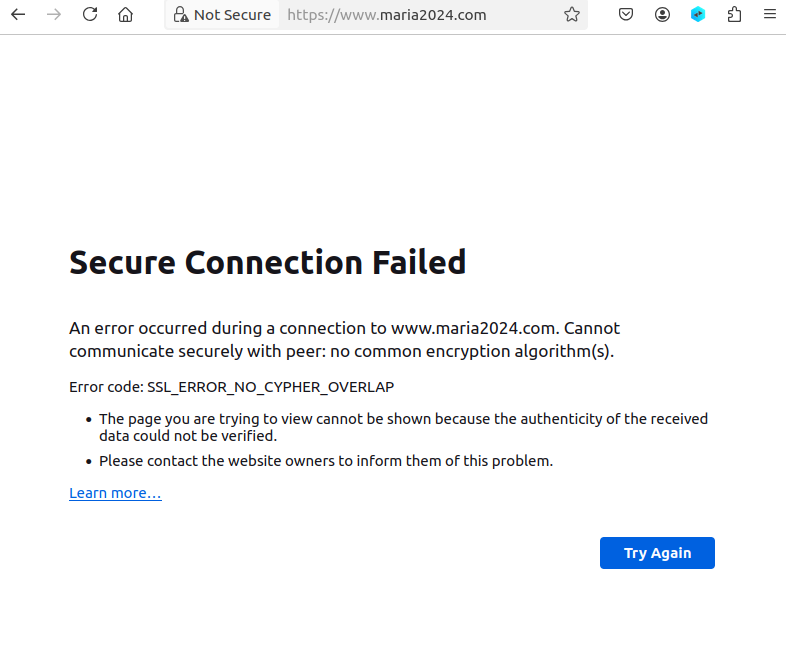 Not Secure https://www.maria2024.com
Secure Connection Failed
An error occurred during a connection to www.maria2024.com. Cannot
communicate securely with peer: no common encryption algorithm(s).
Error code: SSL_ERROR_NO_CYPHER_OVERLAP
• The page you are trying to view cannot be shown because the authenticity of the received
data could not be verified.
• Please contact the website owners to inform them of this problem.
Learn more…
Try Again